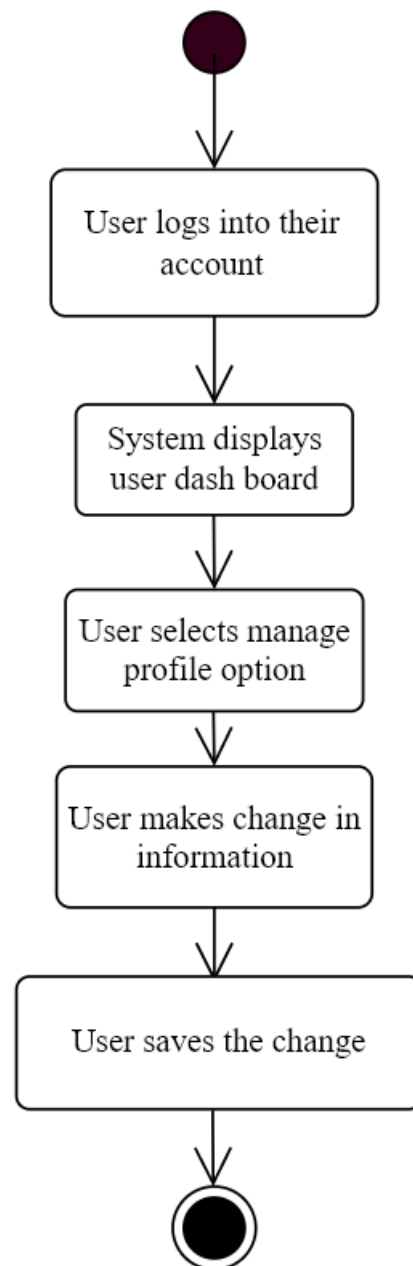 User logs into their
account
System displays
user dash board
User selects manage
profile option
User makes change in
information
User saves the change